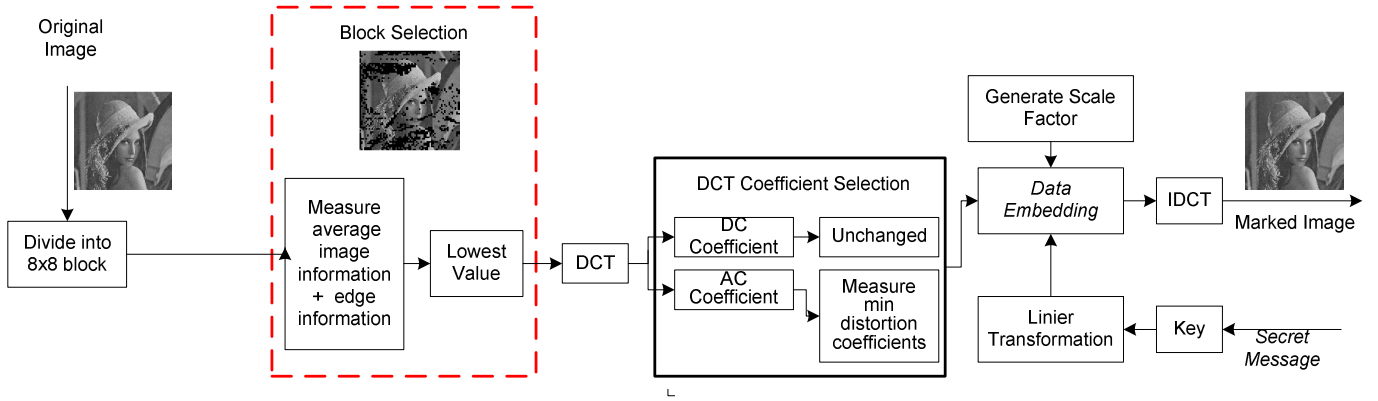 Original
Image
Divide into
8x8 block
Block Selection
Measure
average
image
information
+ edge
information
Lowest
Value
DCT
DCT Coefficient Selection
DC
Coefficient
Unchanged
AC
Coefficient
Measure
min
distortion
coefficients
Generate Scale
Factor
Data
Embedding
IDCT
Marked Image
Linier
Transformation
Key
Secret
Message